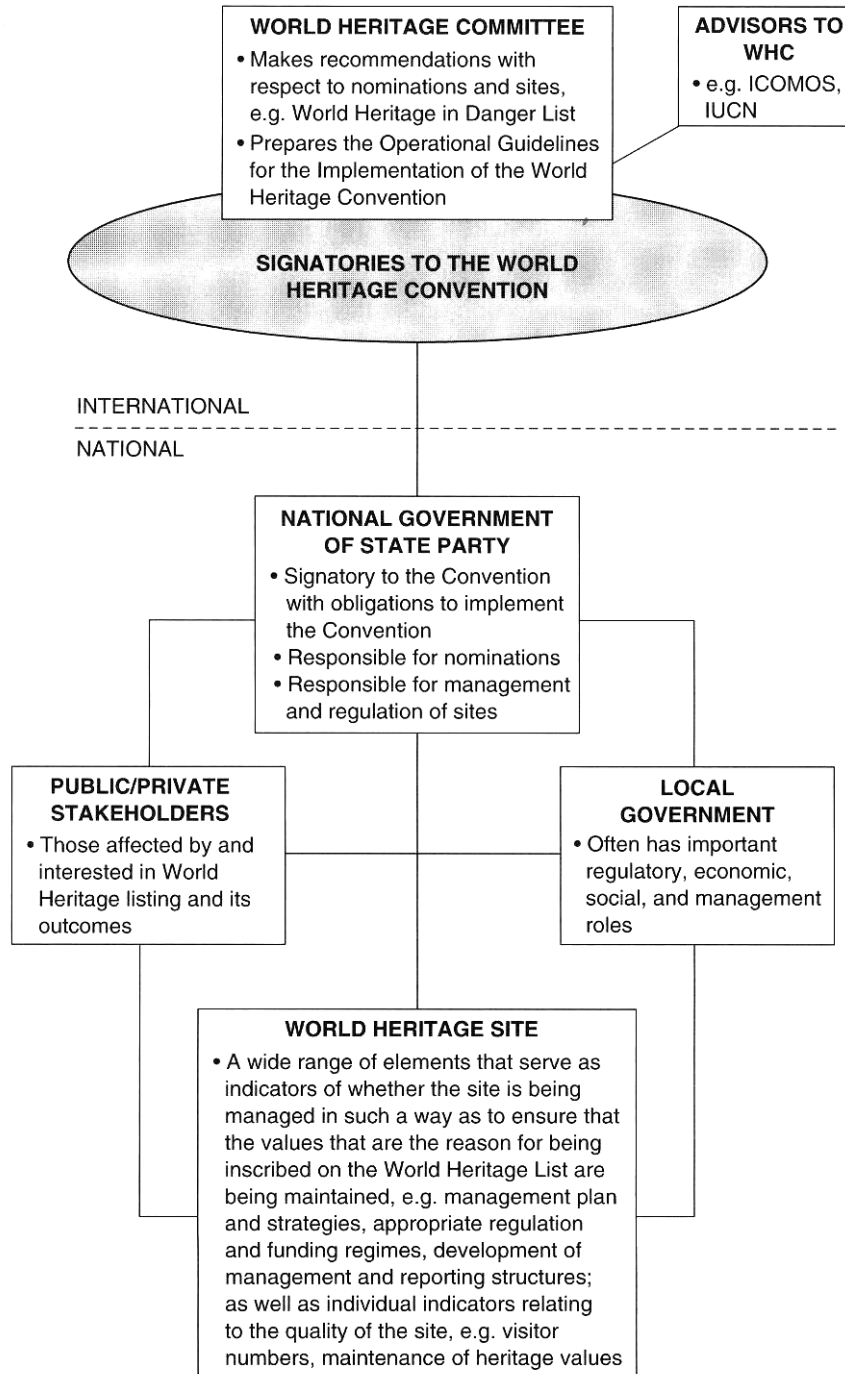 WORLD HERITAGE COMMITTEE
• Makes recommendations with
respect to nominations and sites,
e.g. World Heritage in Danger List
• Prepares the Operational Guidelines
for the Implementation of the World
Heritage Convention
ADVISORS TO
WHC
• e.g. ICOMOS,
IUCN
SIGNATORIES TO THE WORLD
HERITAGE CONVENTION
INTERNATIONAL
NATIONAL
NATIONAL GOVERNMENT
OF STATE PARTY
• Signatory to the Convention
with obligations to implement
the Convention
• Responsible for nominations
• Responsible for management
and regulation of sites
PUBLIC/PRIVATE
STAKEHOLDERS
• Those affected by and
interested in World
Heritage listing and its
outcomes
LOCAL
GOVERNMENT
• Often has important
regulatory, economic,
social, and management
roles
WORLD HERITAGE SITE
• A wide range of elements that serve as
indicators of whether the site is being
managed in such a way as to ensure that
the values that are the reason for being
inscribed on the World Heritage List are
being maintained, e.g. management plan
and strategies, appropriate regulation
and funding regimes, development of
management and reporting structures;
as well as individual indicators relating
to the quality of the site, e.g. visitor
numbers, maintenance of heritage values